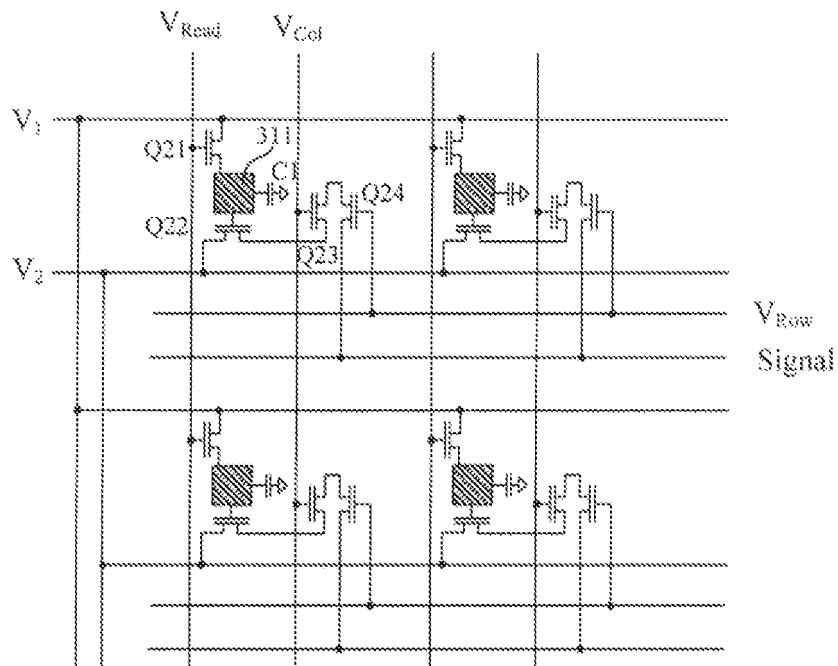 V_Read V_Col
V_1
Q21 311
C1
Q24
Q22
Q23
V_2
V_Row
Signal